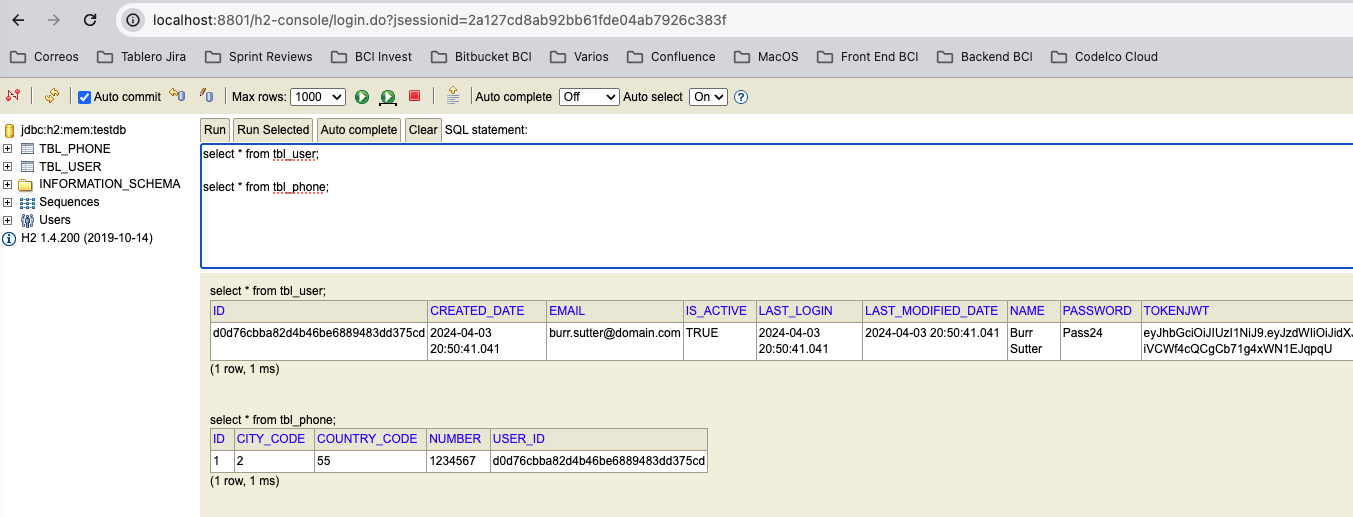 localhost:8801/h2-console/login.do?jsessionid=2a127cd8ab92bb61fde04ab7926c383f
Correos Tablero Jira Sprint Reviews BCI Invest Bitbucket BCI Varios Confluence MacOS Front End BCI Backend BCI Codelco Cloud
Auto commit Max rows: 1000 Auto complete Off Auto select On ?
jdbc:h2:mem:testdb
TBL_PHONE
TBL_USER
INFORMATION_SCHEMA
Sequences
Users
H2 1.4.200 (2019-10-14)
Run Run Selected Auto complete Clear SQL statement:
select * from tbl_user;
select * from tbl_phone;
select * from tbl_user;
ID CREATED_DATE EMAIL IS_ACTIVE LAST_LOGIN LAST_MODIFIED_DATE NAME PASSWORD TOKENJWT
d0d76cbba82d4b46be6889483dd375cd 2024-04-03 burr.sutter@domain.com TRUE 2024-04-03 2024-04-03 20:50:41.041 Burr Pass24 eyJhbGciOiJIUzI1NiJ9.eyJzdWIiOiJidXJ
20:50:41.041 20:50:41.041 Sutter iVCWf4cQCgCb71g4xWN1EJqpqU
(1 row, 1 ms)
select * from tbl_phone;
ID CITY_CODE COUNTRY_CODE NUMBER USER_ID
1 2 55 1234567 d0d76cbba82d4b46be6889483dd375cd
(1 row, 1 ms)